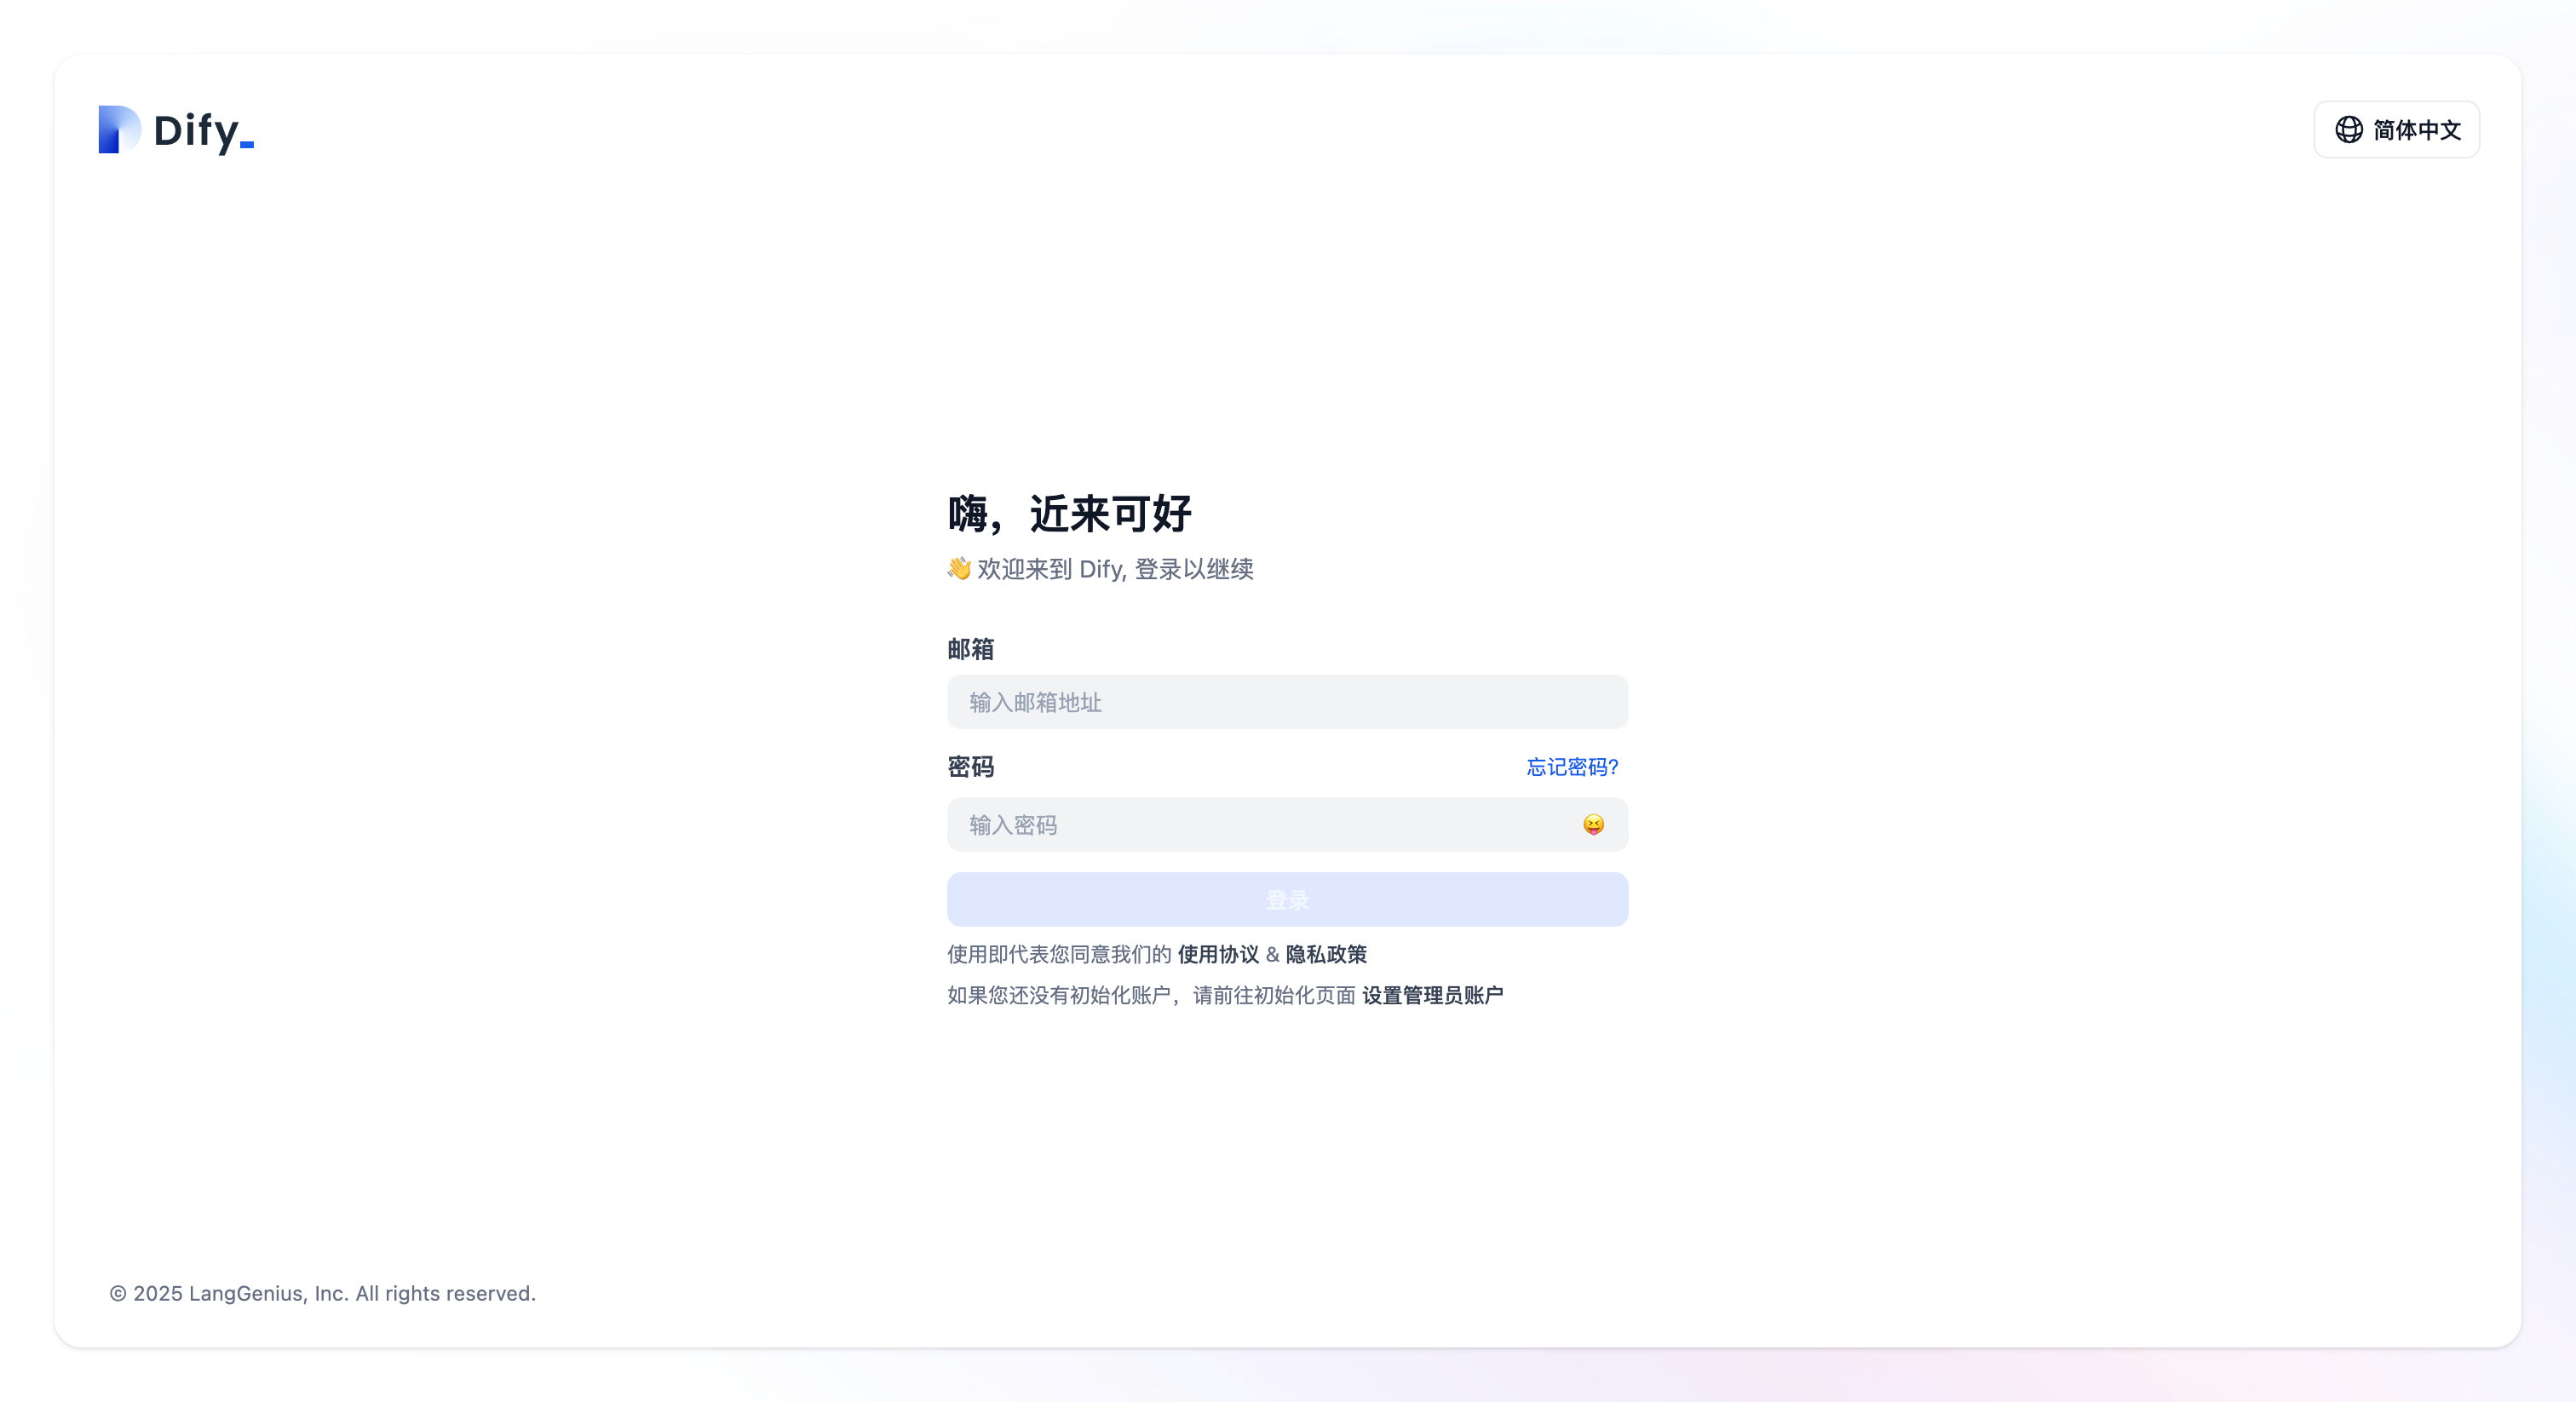 Dify_
简体中文
嗨，近来可好
👋 欢迎来到 Dify, 登录以继续
邮箱
输入邮箱地址
密码 忘记密码?
输入密码 😝
登录
使用即代表您同意我们的 使用协议 & 隐私政策
如果您还没有初始化账户，请前往初始化页面 设置管理员账户
© 2025 LangGenius, Inc. All rights reserved.